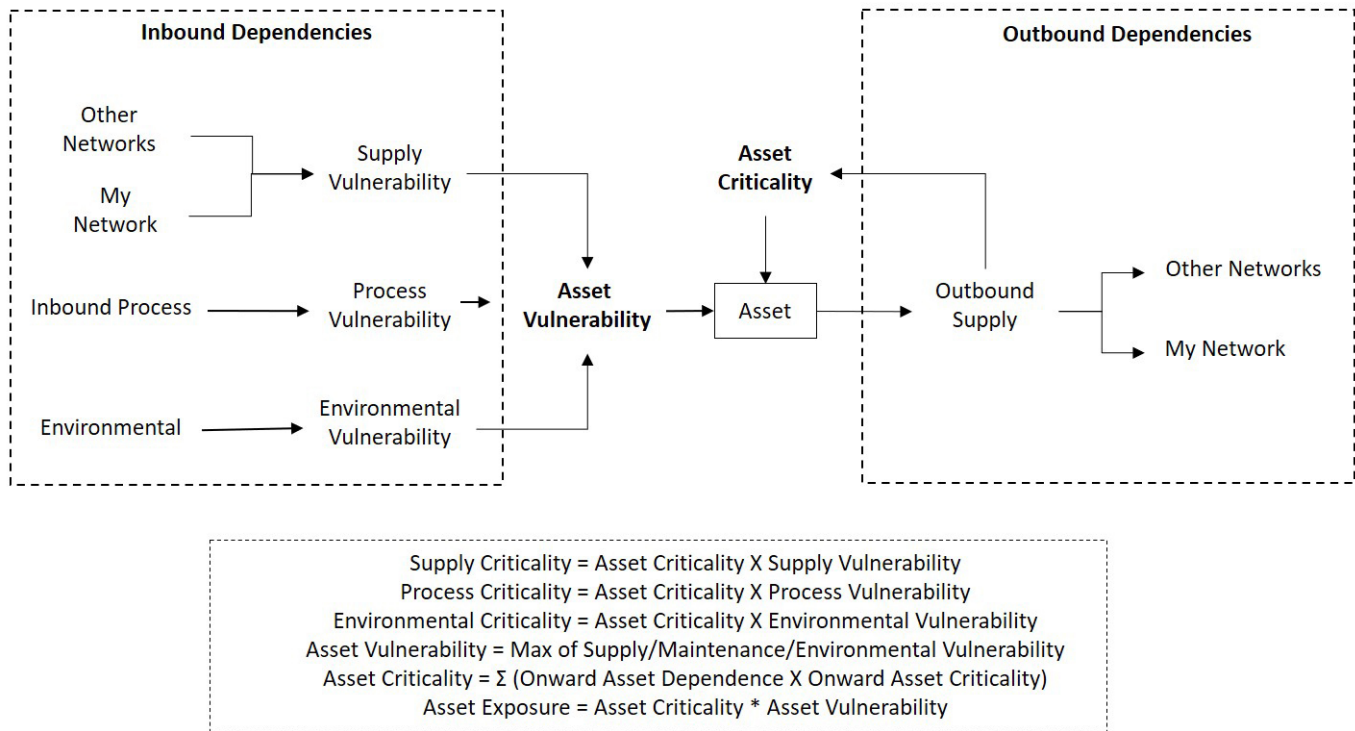 Inbound Dependencies
Other
Networks
My
Network
Supply
Vulnerability
Inbound Process
Process
Vulnerability
Environmental
Environmental
Vulnerability
Asset
Vulnerability
Asset
Criticality
Asset
Outbound Dependencies
Outbound
Supply
Other Networks
My Network
Supply Criticality = Asset Criticality X Supply Vulnerability
Process Criticality = Asset Criticality X Process Vulnerability
Environmental Criticality = Asset Criticality X Environmental Vulnerability
Asset Vulnerability = Max of Supply/Maintenance/Environmental Vulnerability
Asset Criticality = Σ (Onward Asset Dependence X Onward Asset Criticality)
Asset Exposure = Asset Criticality * Asset Vulnerability